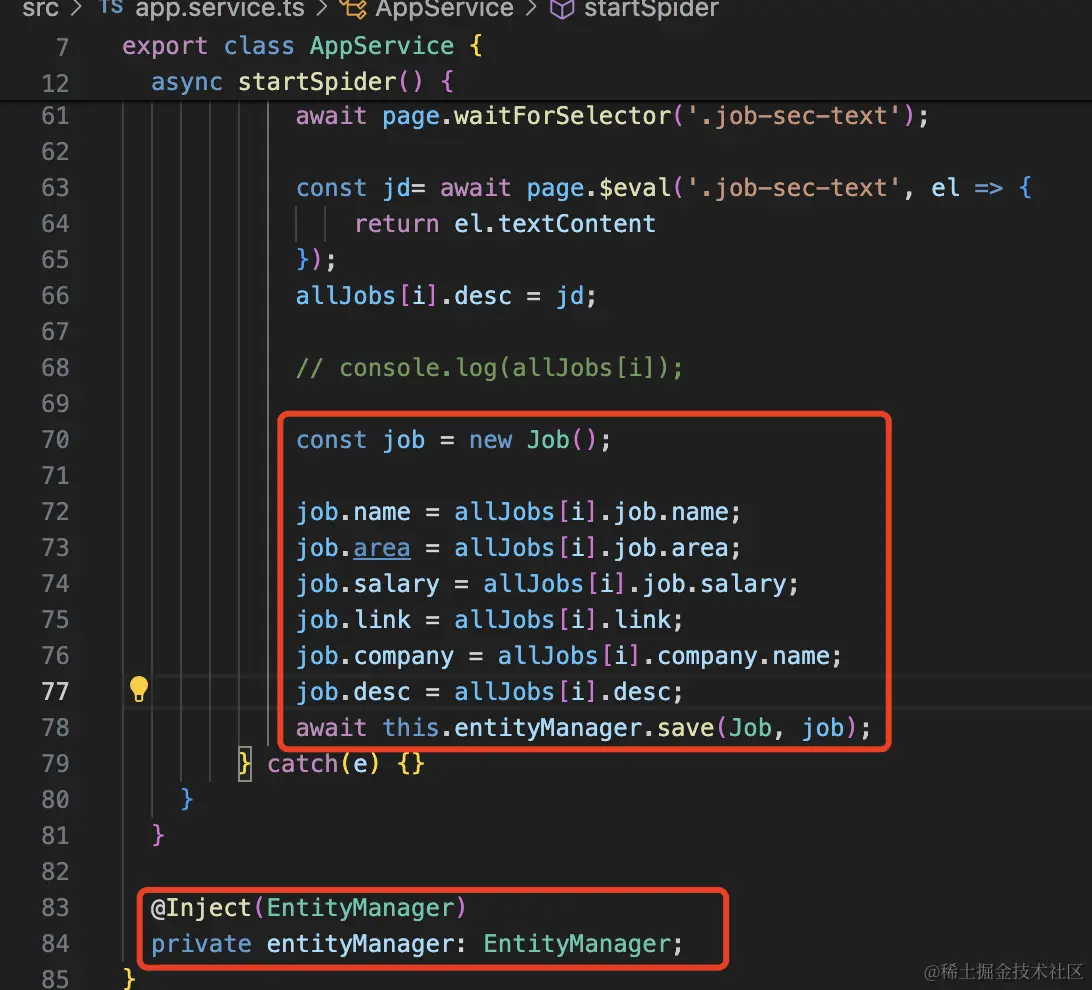 src > TS app.service.ts > AppService > startSpider
7 export class AppService {
12 async startSpider() {
61 await page.waitForSelector('.job-sec-text');
62
63 const jd= await page.$eval('.job-sec-text', el => {
64 return el.textContent
65 });
66 allJobs[i].desc = jd;
67
68 // console.log(allJobs[i]);
69
70 const job = new Job();
71
72 job.name = allJobs[i].job.name;
73 job.area = allJobs[i].job.area;
74 job.salary = allJobs[i].job.salary;
75 job.link = allJobs[i].link;
76 job.company = allJobs[i].company.name;
77 job.desc = allJobs[i].desc;
78 await this.entityManager.save(Job, job);
79 } catch(e) {}
80 }
81 }
82
83 @Inject(EntityManager)
84 private entityManager: EntityManager;
85 }
@稀土掘金技术社区